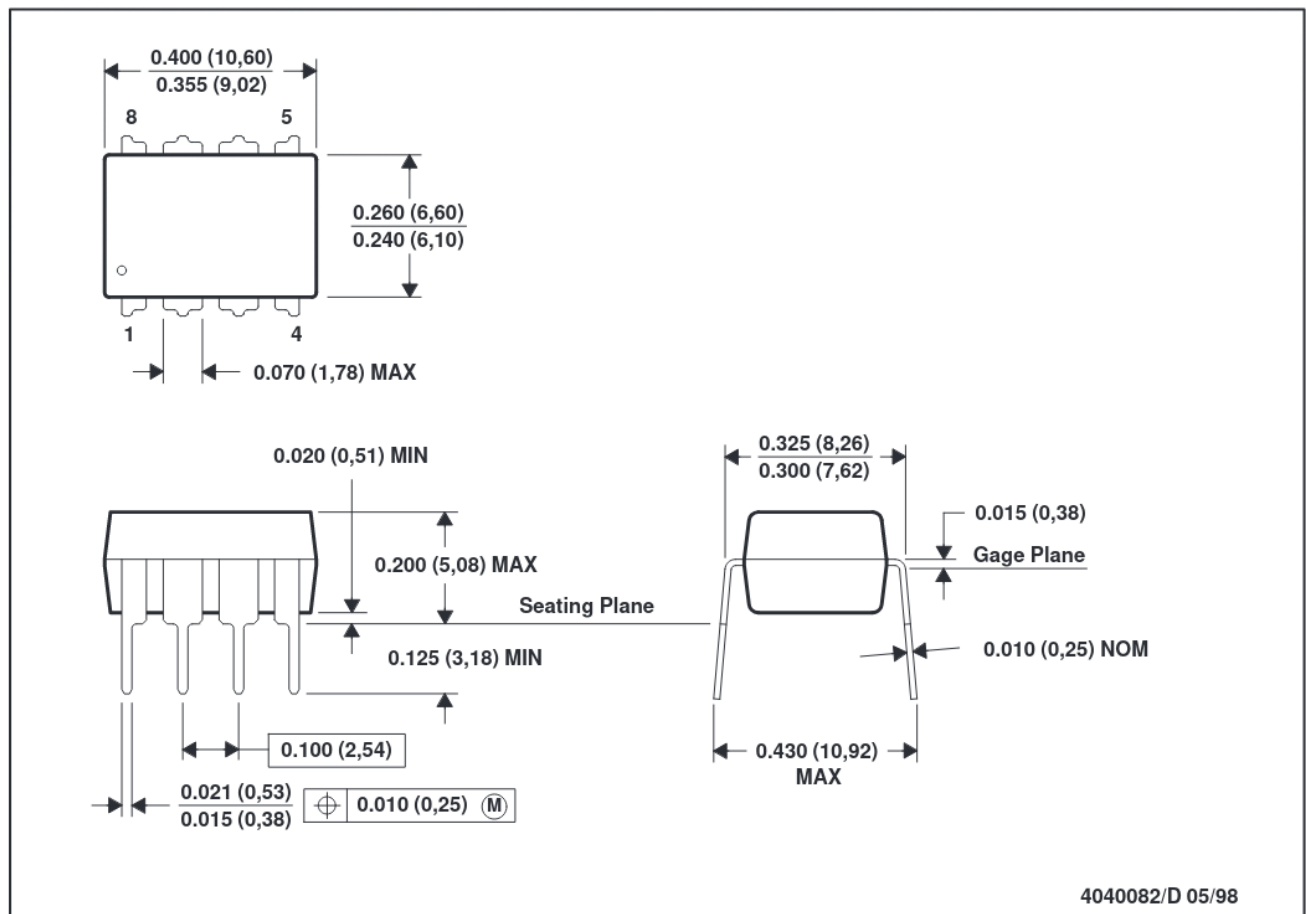 0.400 (10,60)
0.355 (9,02)
8
5
0.260 (6,60)
0.240 (6,10)
1
4
0.070 (1,78) MAX
0.020 (0,51) MIN
0.325 (8,26)
0.300 (7,62)
0.015 (0,38)
Gage Plane
0.200 (5,08) MAX
Seating Plane
0.125 (3,18) MIN
0.010 (0,25) NOM
0.100 (2,54)
0.430 (10,92)
MAX
0.021 (0,53)
0.015 (0,38)
⌖ 0.010 (0,25) Ⓜ
4040082/D 05/98